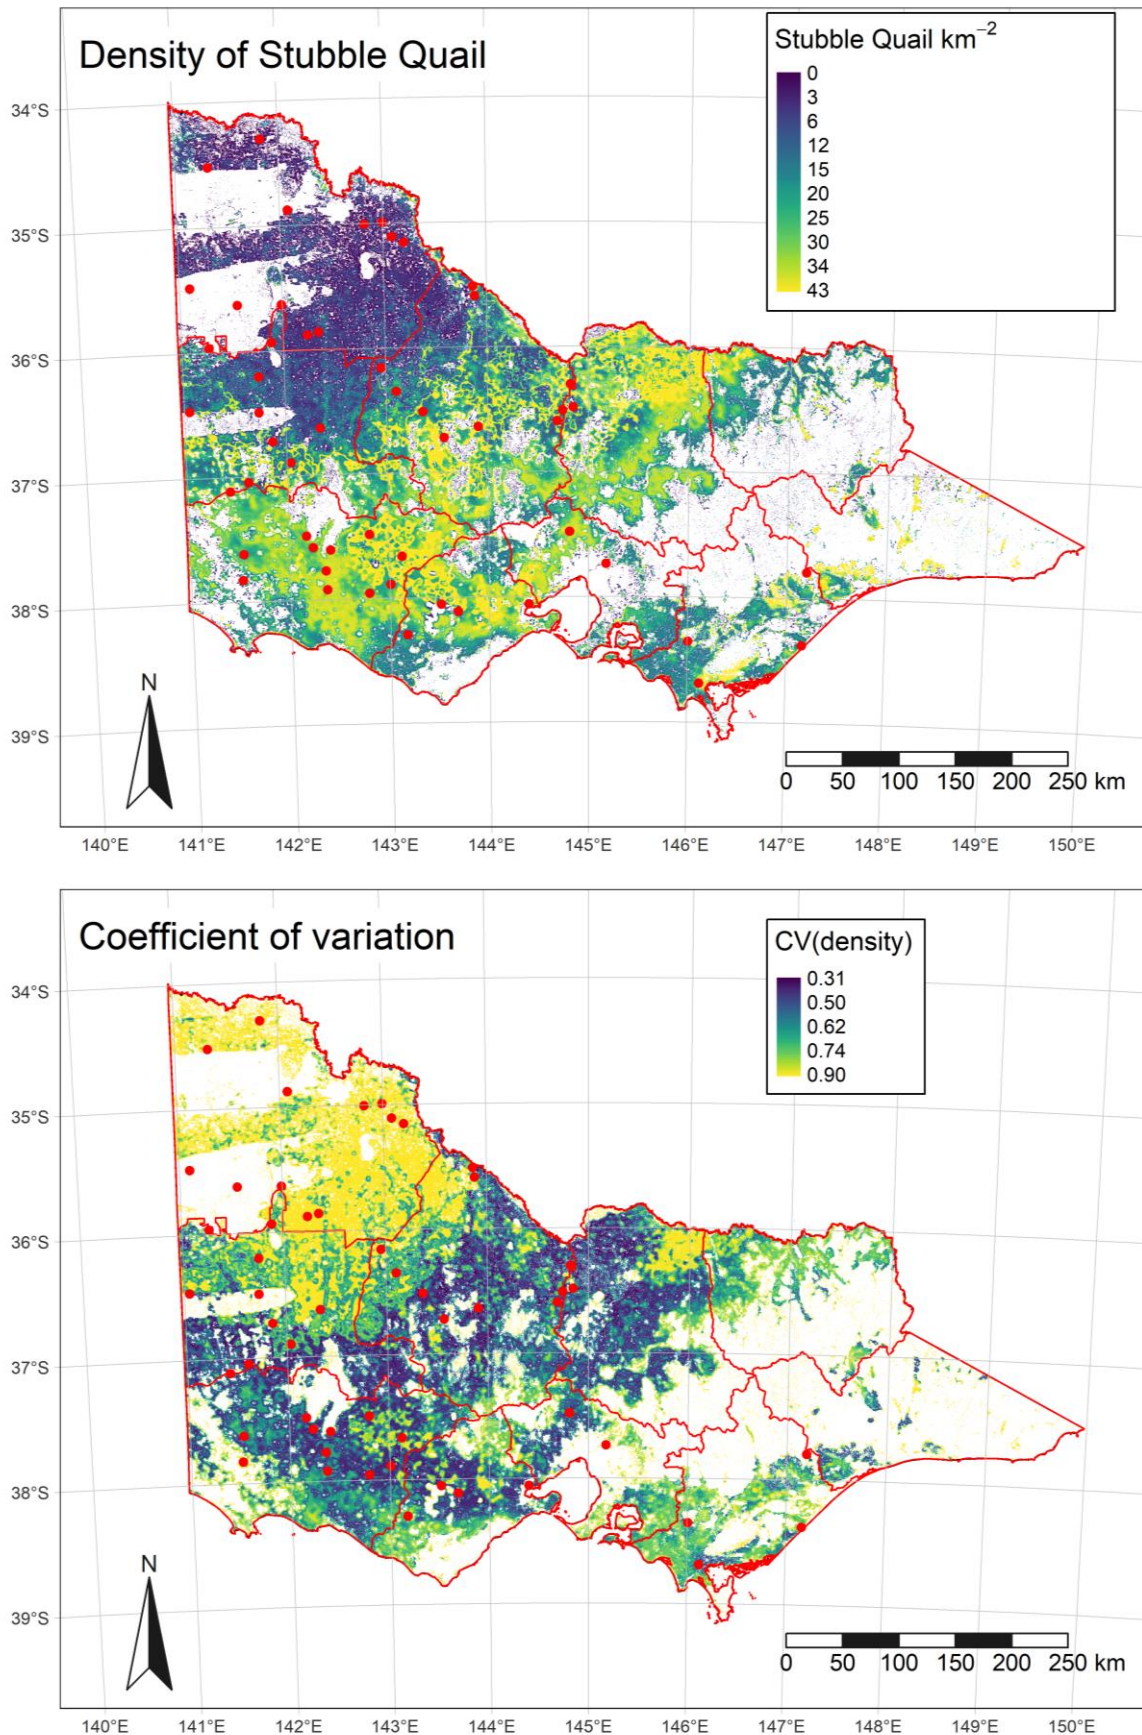 Density of Stubble Quail
Stubble Quail km⁻²
0
3
6
12
15
20
25
30
34
43
34°S
35°S
36°S
37°S
38°S
39°S
N
0 50 100 150 200 250 km
140°E 141°E 142°E 143°E 144°E 145°E 146°E 147°E 148°E 149°E 150°E
Coefficient of variation
CV(density)
0.31
0.50
0.62
0.74
0.90
34°S
35°S
36°S
37°S
38°S
39°S
N
0 50 100 150 200 250 km
140°E 141°E 142°E 143°E 144°E 145°E 146°E 147°E 148°E 149°E 150°E